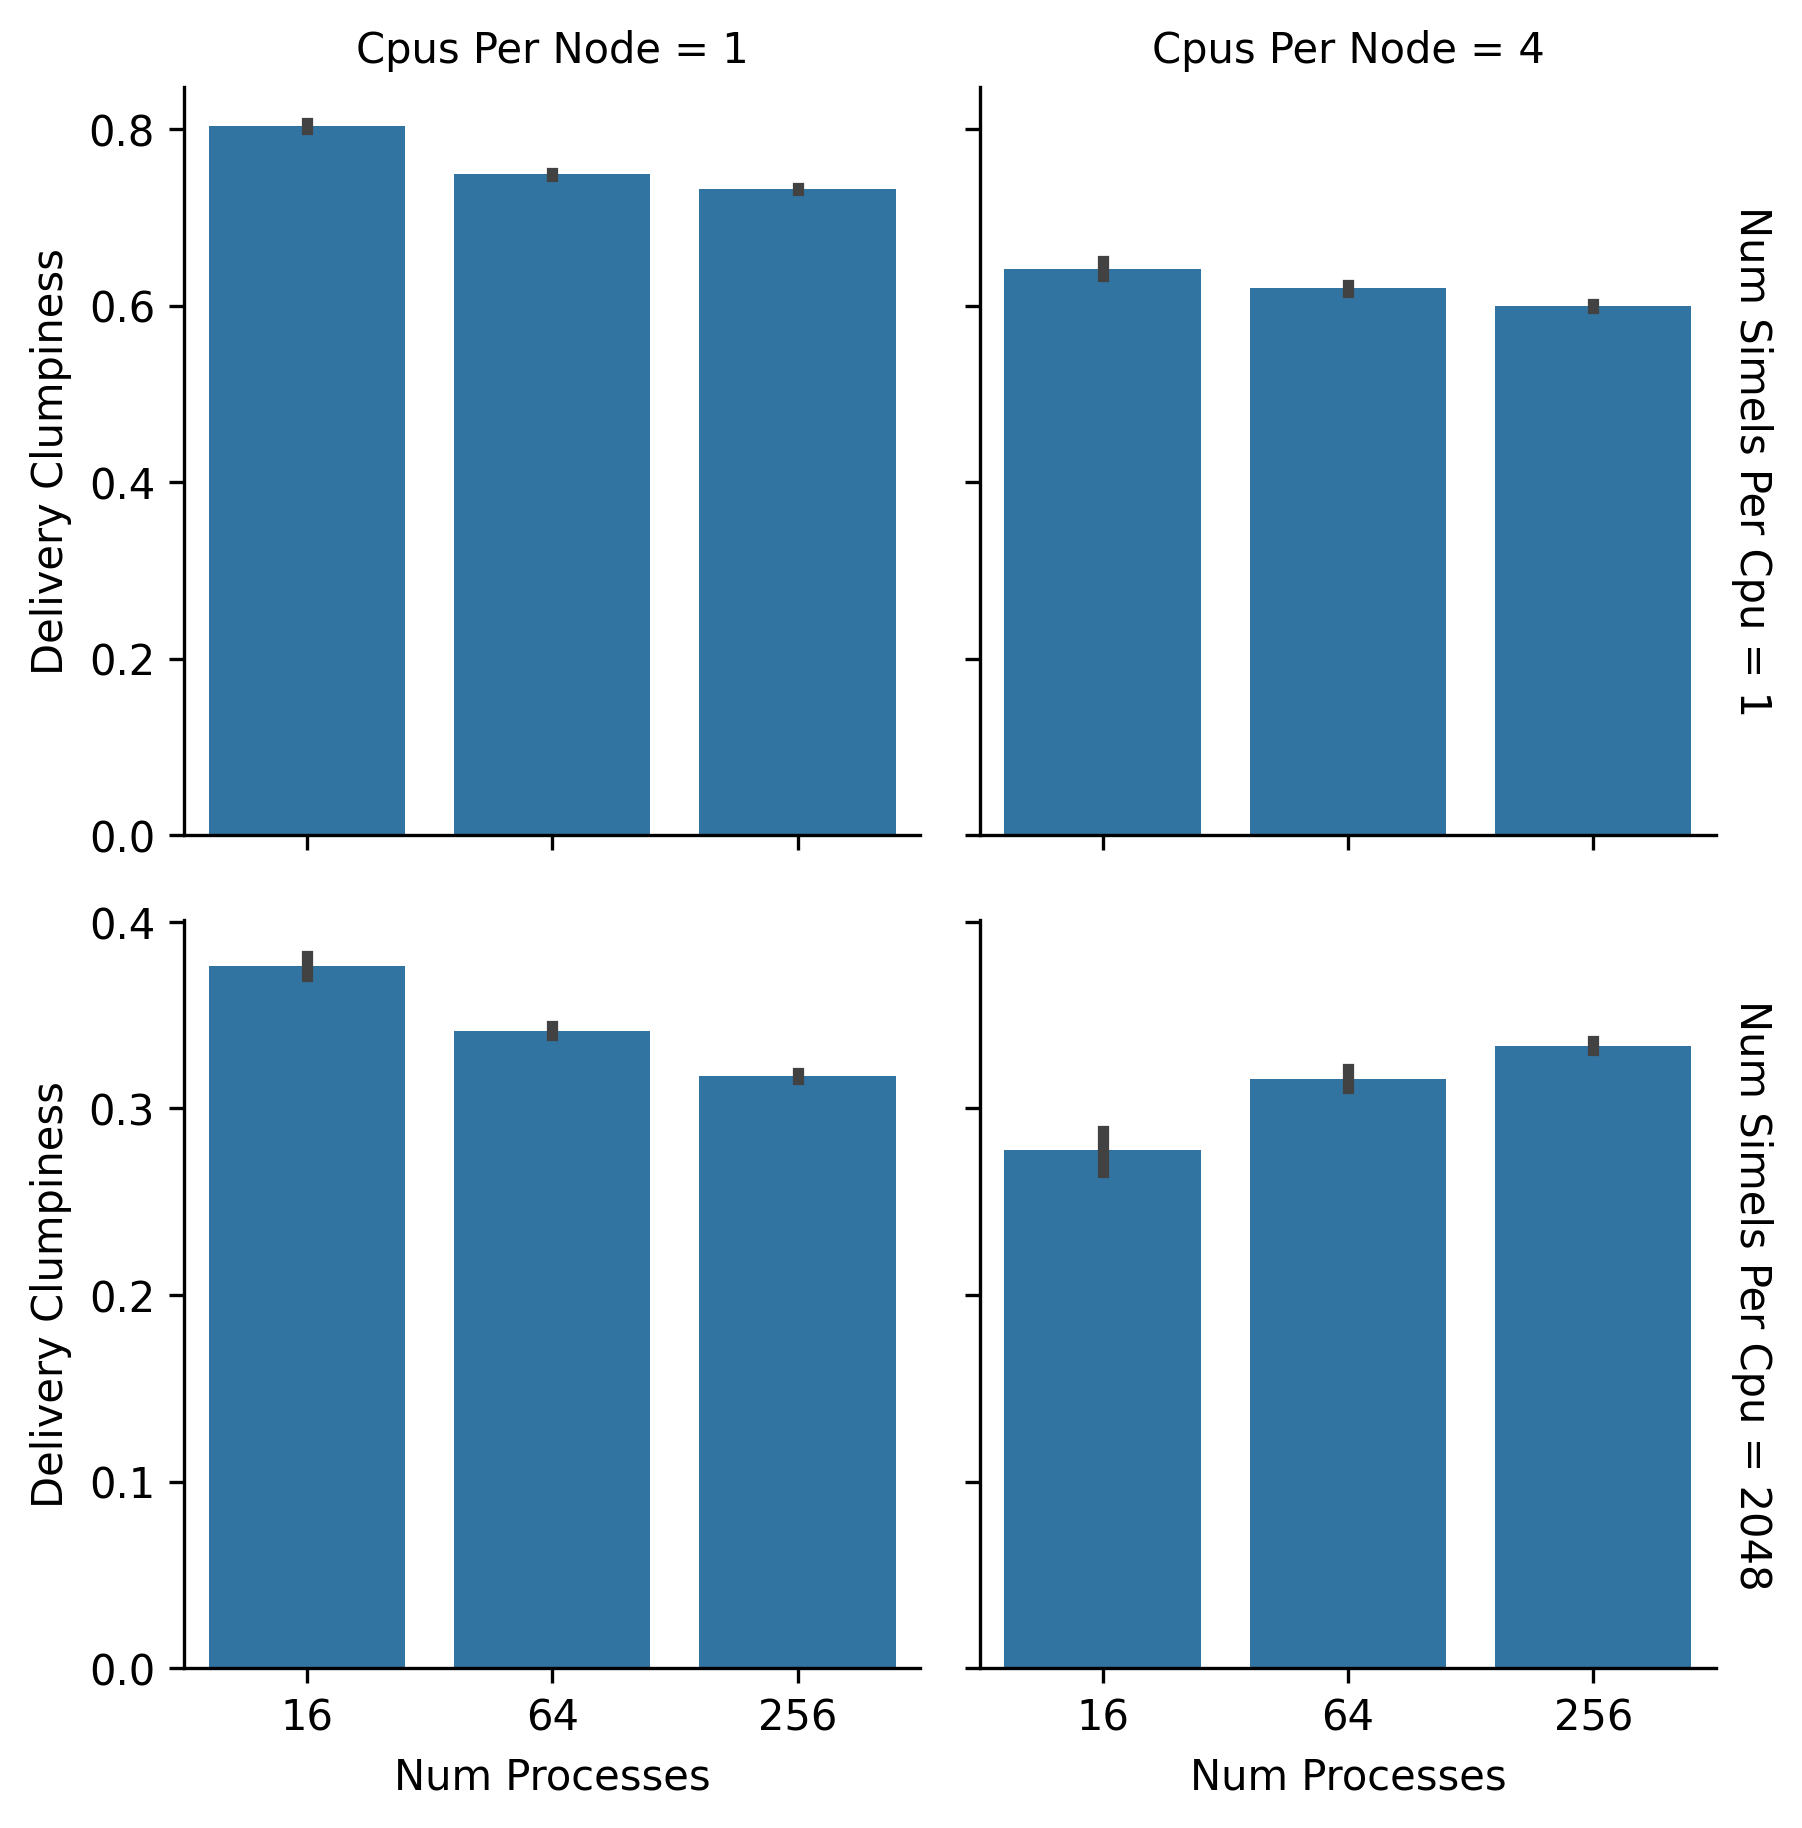 Cpus Per Node = 1
Cpus Per Node = 4
0.8
0.6
0.4
0.2
0.0
Delivery Clumpiness
Num Simels Per Cpu = 1
0.4
0.3
0.2
0.1
0.0
Delivery Clumpiness
Num Simels Per Cpu = 2048
16 64 256
Num Processes
16 64 256
Num Processes